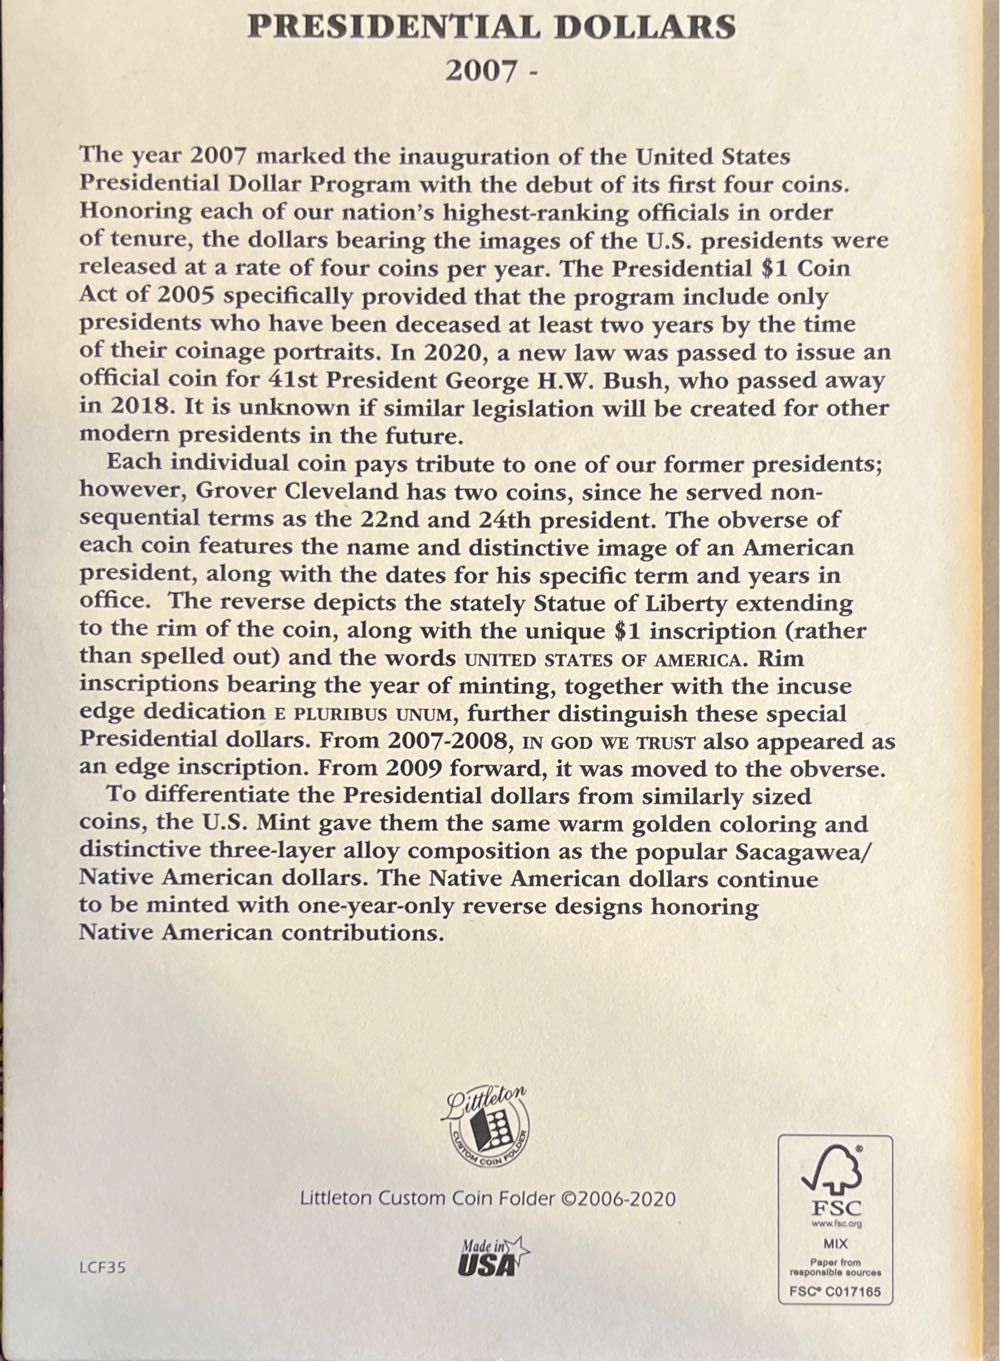 PRESIDENTIAL DOLLARS
2007 -
The year 2007 marked the inauguration of the United States
Presidential Dollar Program with the debut of its first four coins.
Honoring each of our nation's highest-ranking officials in order
of tenure, the dollars bearing the images of the U.S. presidents were
released at a rate of four coins per year. The Presidential $1 Coin
Act of 2005 specifically provided that the program include only
presidents who have been deceased at least two years by the time
of their coinage portraits. In 2020, a new law was passed to issue an
official coin for 41st President George H.W. Bush, who passed away
in 2018. It is unknown if similar legislation will be created for other
modern presidents in the future.
Each individual coin pays tribute to one of our former presidents;
however, Grover Cleveland has two coins, since he served non-
sequential terms as the 22nd and 24th president. The obverse of
each coin features the name and distinctive image of an American
president, along with the dates for his specific term and years in
office. The reverse depicts the stately Statue of Liberty extending
to the rim of the coin, along with the unique $1 inscription (rather
than spelled out) and the words UNITED STATES OF AMERICA. Rim
inscriptions bearing the year of minting, together with the incuse
edge dedication E PLURIBUS UNUM, further distinguish these special
Presidential dollars. From 2007-2008, IN GOD WE TRUST also appeared as
an edge inscription. From 2009 forward, it was moved to the obverse.
To differentiate the Presidential dollars from similarly sized
coins, the U.S. Mint gave them the same warm golden coloring and
distinctive three-layer alloy composition as the popular Sacagawea/
Native American dollars. The Native American dollars continue
to be minted with one-year-only reverse designs honoring
Native American contributions.
Littleton
CUSTOM COIN FOLDER
Littleton Custom Coin Folder ©2006-2020
Made in
USA
LCF35
®
FSC
www.fsc.org
MIX
Paper from
responsible sources
FSC® C017165